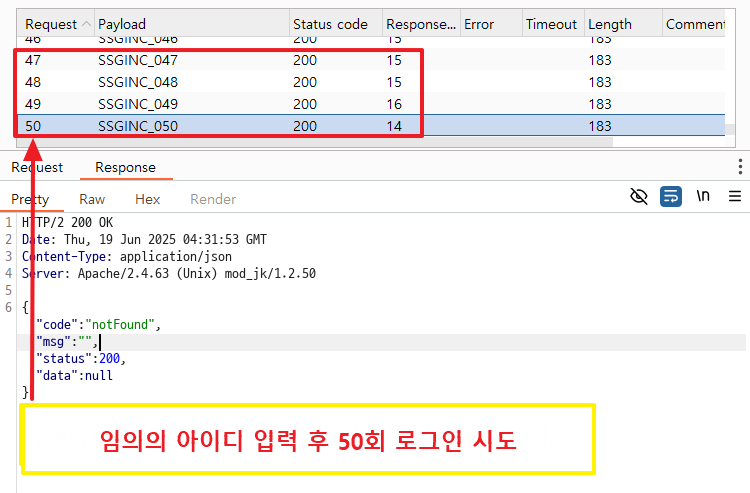 Request Payload Status code Response... Error Timeout Length Comment
46 SSGINC_046 200 15 183
47 SSGINC_047 200 15 183
48 SSGINC_048 200 15 183
49 SSGINC_049 200 16 183
50 SSGINC_050 200 14 183
Request Response
Pretty Raw Hex Render \n
1 HTTP/2 200 OK
2 Date: Thu, 19 Jun 2025 04:31:53 GMT
3 Content-Type: application/json
4 Server: Apache/2.4.63 (Unix) mod_jk/1.2.50
5
6 {
"code":"notFound",
"msg":"",
"status":200,
"data":null
}
임의의 아이디 입력 후 50회 로그인 시도